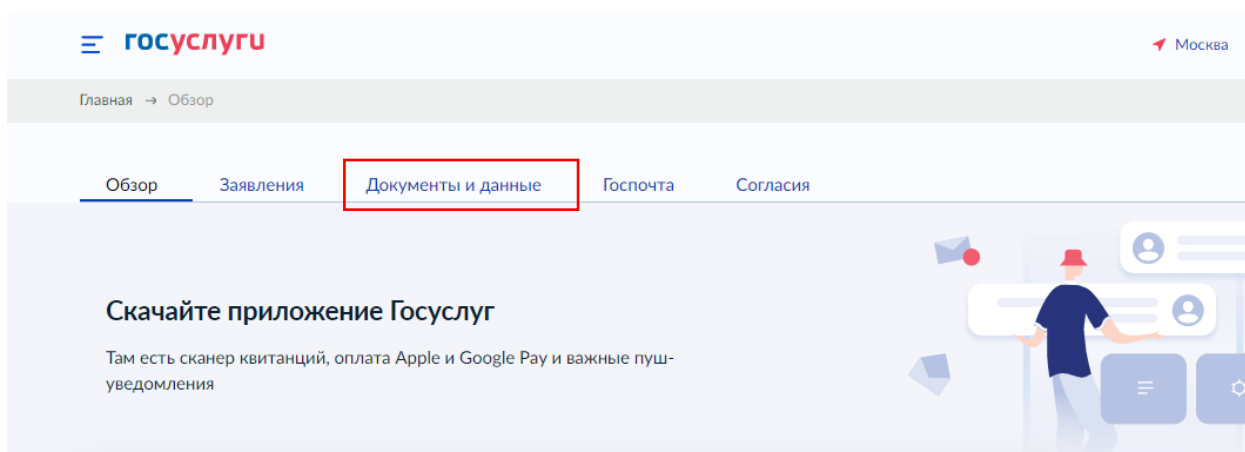 госуслуги
Москва
Главная → Обзор
Обзор Заявления Документы и данные Госпочта Согласия
Скачайте приложение Госуслуг
Там есть сканер квитанций, оплата Apple и Google Pay и важные пуш-
уведомления